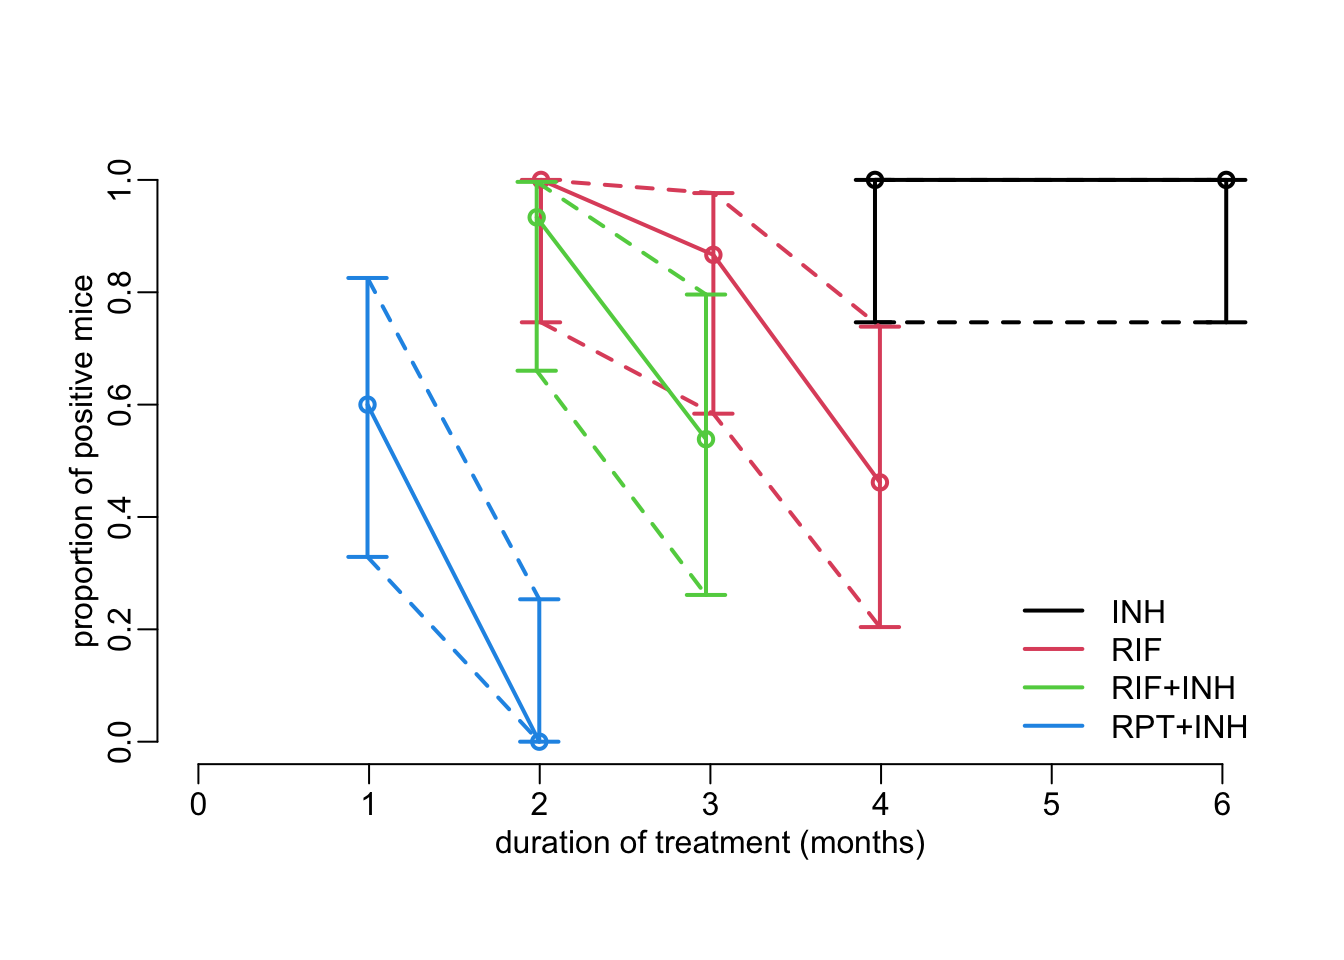 proportion of positive mice
1.0
0.8
0.6
0.4
0.2
0.0
INH
RIF
RIF+INH
RPT+INH
0 1 2 3 4 5 6
duration of treatment (months)